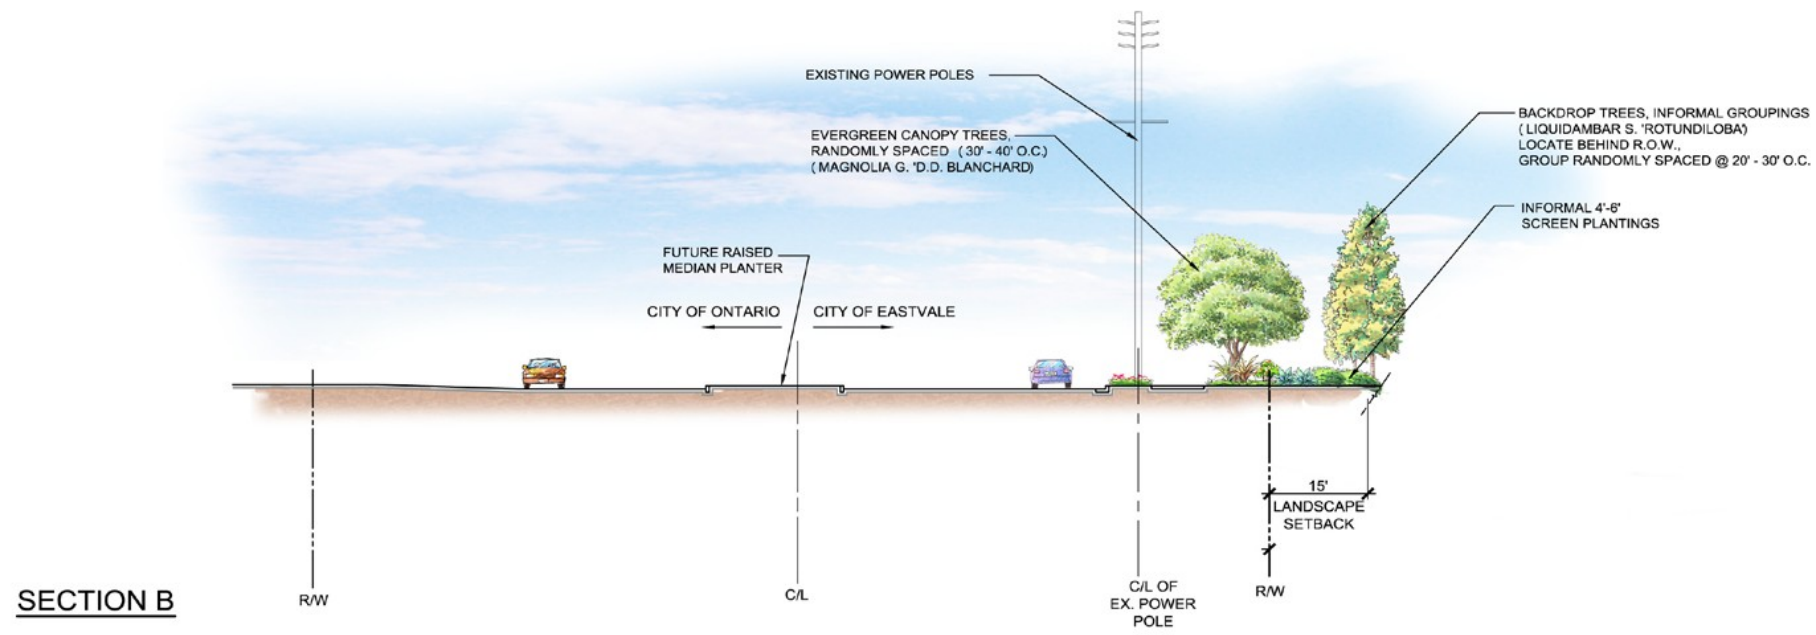 EXISTING POWER POLES
EVERGREEN CANOPY TREES,
RANDOMLY SPACED ( 30' - 40' O.C.)
( MAGNOLIA G. 'D.D. BLANCHARD)
BACKDROP TREES, INFORMAL GROUPINGS
( LIQUIDAMBAR S. 'ROTUNDILOBA')
LOCATE BEHIND R.O.W.,
GROUP RANDOMLY SPACED @ 20' - 30' O.C.
INFORMAL 4'-6'
SCREEN PLANTINGS
FUTURE RAISED
MEDIAN PLANTER
CITY OF ONTARIO
CITY OF EASTVALE
15'
LANDSCAPE
SETBACK
SECTION B
R/W
C/L
C/L OF
EX. POWER
POLE
R/W